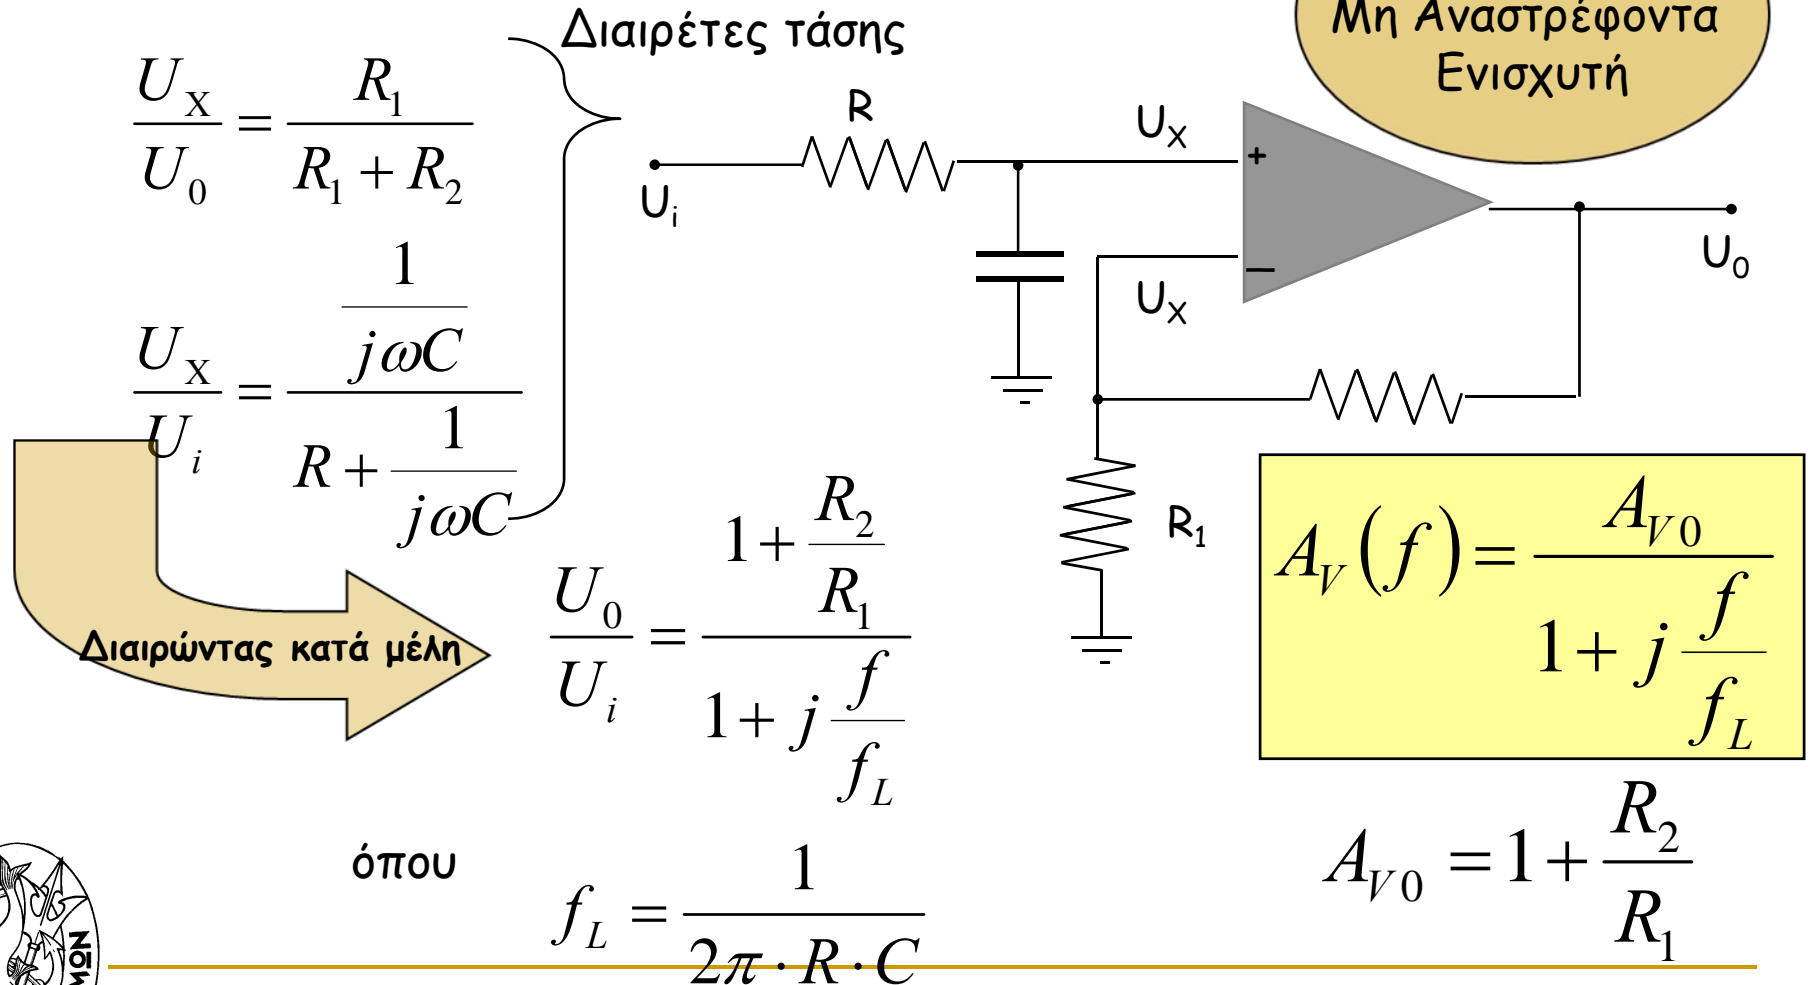 Διαιρέτες τάσης
Μη Αναστρέφοντα
Ενισχυτή
U_X / U_0 = R_1 / (R_1 + R_2)
U_X / U_i = (1 / jωC) / (R + 1 / jωC)
R
U_i
U_X
+
−
U_X
U_0
R_1
Διαιρώντας κατά μέλη
U_0 / U_i = (1 + R_2 / R_1) / (1 + j f / f_L)
A_V (f) = A_V0 / (1 + j f / f_L)
όπου
f_L = 1 / (2π · R · C)
A_V0 = 1 + R_2 / R_1
ΜΩΝ